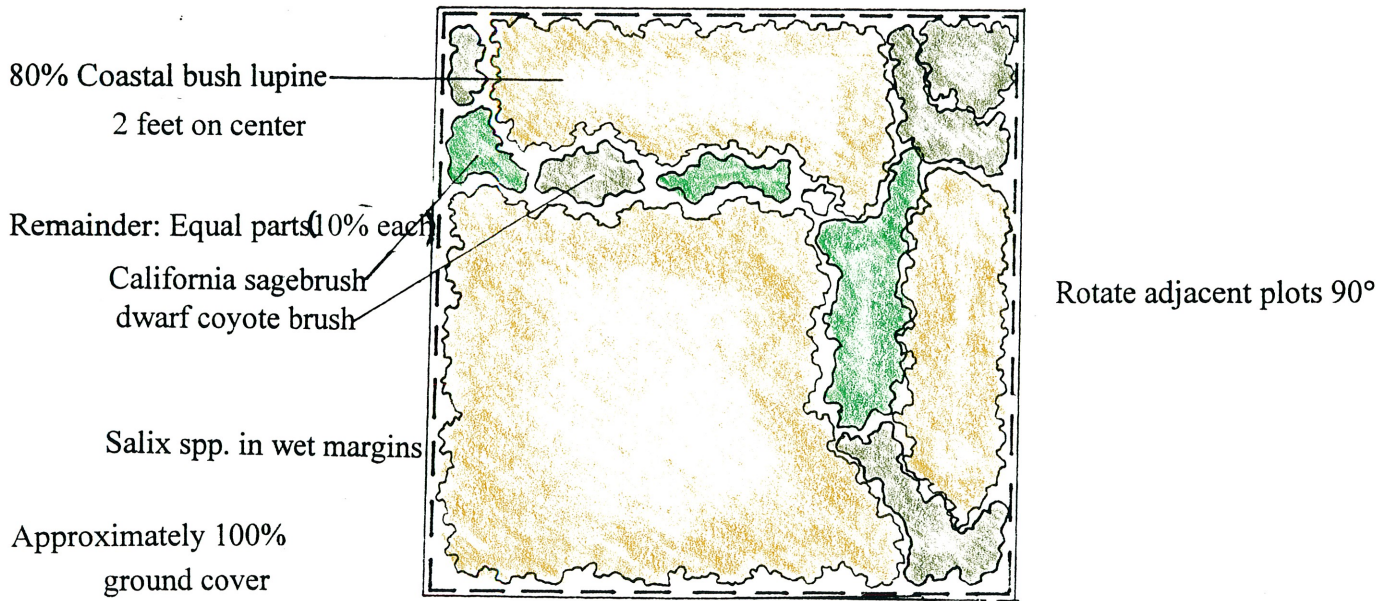 80% Coastal bush lupine
2 feet on center
Remainder: Equal parts(10% each)
California sagebrush
dwarf coyote brush
Rotate adjacent plots 90°
Salix spp. in wet margins
Approximately 100%
ground cover